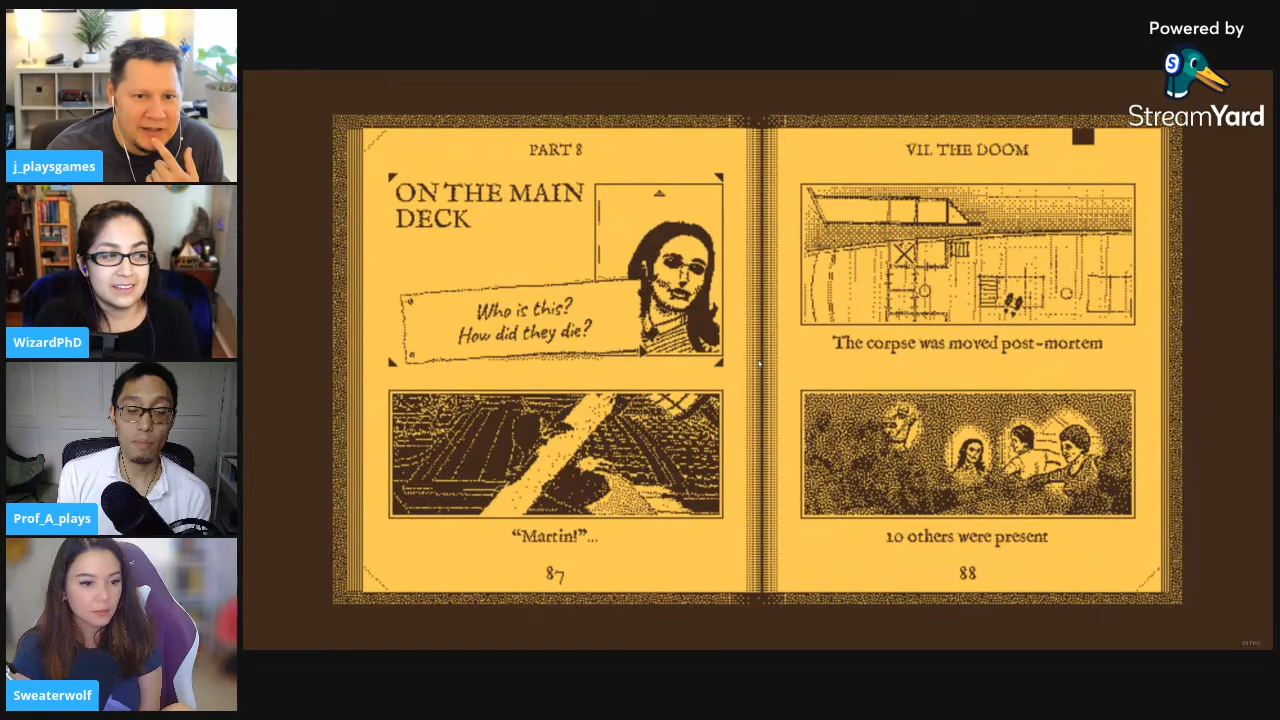 j_playsgames
WizardPhD
Prof_A_plays
Sweaterwolf
Powered by
StreamYard
PART 8
ON THE MAIN
DECK
Who is this?
How did they die?
"Martin!"...
87
VII. THE DOOM
The corpse was moved post-mortem
10 others were present
88